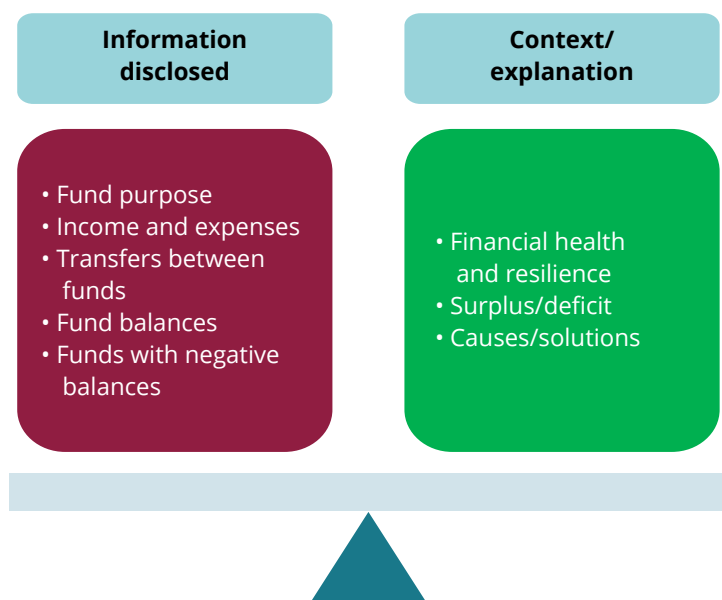 Information
disclosed
• Fund purpose
• Income and expenses
• Transfers between
funds
• Fund balances
• Funds with negative
balances
Context/
explanation
• Financial health
and resilience
• Surplus/deficit
• Causes/solutions